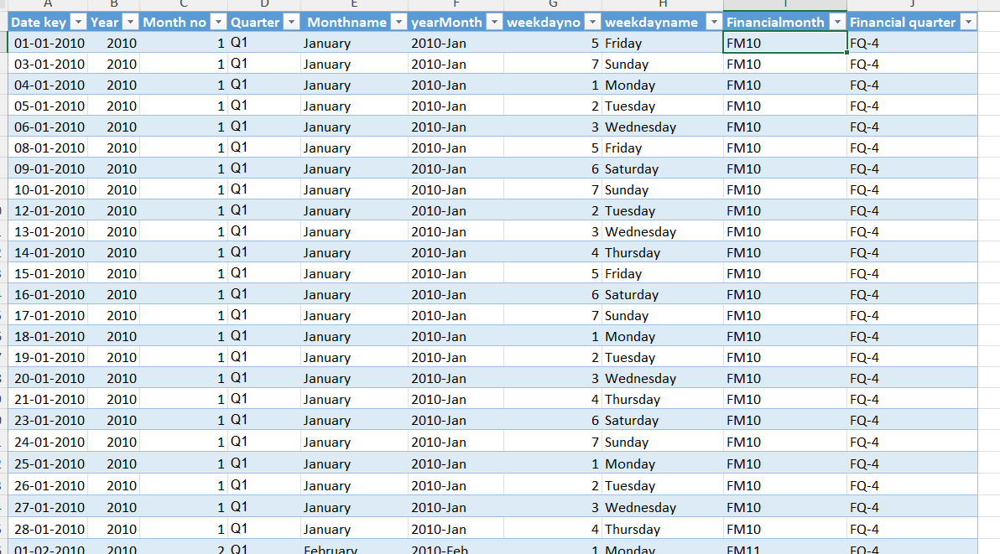 A B C D E F G H I J
Date key Year Month no Quarter Monthname yearMonth weekdayno weekdayname Financialmonth Financial quarter
01-01-2010 2010 1 Q1 January 2010-Jan 5 Friday FM10 FQ-4
03-01-2010 2010 1 Q1 January 2010-Jan 7 Sunday FM10 FQ-4
04-01-2010 2010 1 Q1 January 2010-Jan 1 Monday FM10 FQ-4
05-01-2010 2010 1 Q1 January 2010-Jan 2 Tuesday FM10 FQ-4
06-01-2010 2010 1 Q1 January 2010-Jan 3 Wednesday FM10 FQ-4
08-01-2010 2010 1 Q1 January 2010-Jan 5 Friday FM10 FQ-4
09-01-2010 2010 1 Q1 January 2010-Jan 6 Saturday FM10 FQ-4
10-01-2010 2010 1 Q1 January 2010-Jan 7 Sunday FM10 FQ-4
12-01-2010 2010 1 Q1 January 2010-Jan 2 Tuesday FM10 FQ-4
13-01-2010 2010 1 Q1 January 2010-Jan 3 Wednesday FM10 FQ-4
14-01-2010 2010 1 Q1 January 2010-Jan 4 Thursday FM10 FQ-4
15-01-2010 2010 1 Q1 January 2010-Jan 5 Friday FM10 FQ-4
16-01-2010 2010 1 Q1 January 2010-Jan 6 Saturday FM10 FQ-4
17-01-2010 2010 1 Q1 January 2010-Jan 7 Sunday FM10 FQ-4
18-01-2010 2010 1 Q1 January 2010-Jan 1 Monday FM10 FQ-4
19-01-2010 2010 1 Q1 January 2010-Jan 2 Tuesday FM10 FQ-4
20-01-2010 2010 1 Q1 January 2010-Jan 3 Wednesday FM10 FQ-4
21-01-2010 2010 1 Q1 January 2010-Jan 4 Thursday FM10 FQ-4
23-01-2010 2010 1 Q1 January 2010-Jan 6 Saturday FM10 FQ-4
24-01-2010 2010 1 Q1 January 2010-Jan 7 Sunday FM10 FQ-4
25-01-2010 2010 1 Q1 January 2010-Jan 1 Monday FM10 FQ-4
26-01-2010 2010 1 Q1 January 2010-Jan 2 Tuesday FM10 FQ-4
27-01-2010 2010 1 Q1 January 2010-Jan 3 Wednesday FM10 FQ-4
28-01-2010 2010 1 Q1 January 2010-Jan 4 Thursday FM10 FQ-4
01-02-2010 2010 2 Q1 February 2010-Feb 1 Monday FM11 FQ-4